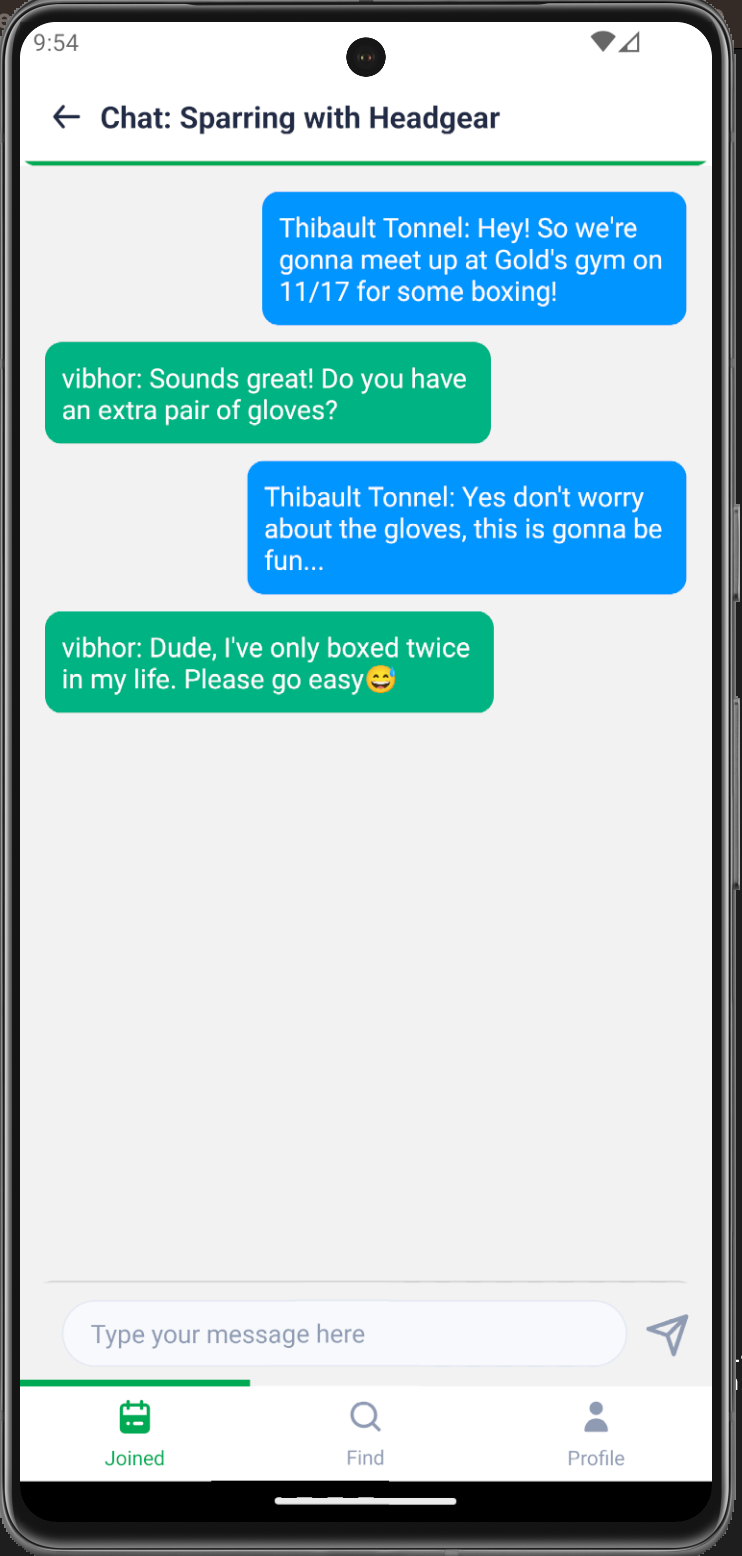 9:54
Chat: Sparring with Headgear
Thibault Tonnel: Hey! So we're
gonna meet up at Gold's gym on
11/17 for some boxing!
vibhor: Sounds great! Do you have
an extra pair of gloves?
Thibault Tonnel: Yes don't worry
about the gloves, this is gonna be
fun...
vibhor: Dude, I've only boxed twice
in my life. Please go easy😅
Type your message here
Joined
Find
Profile